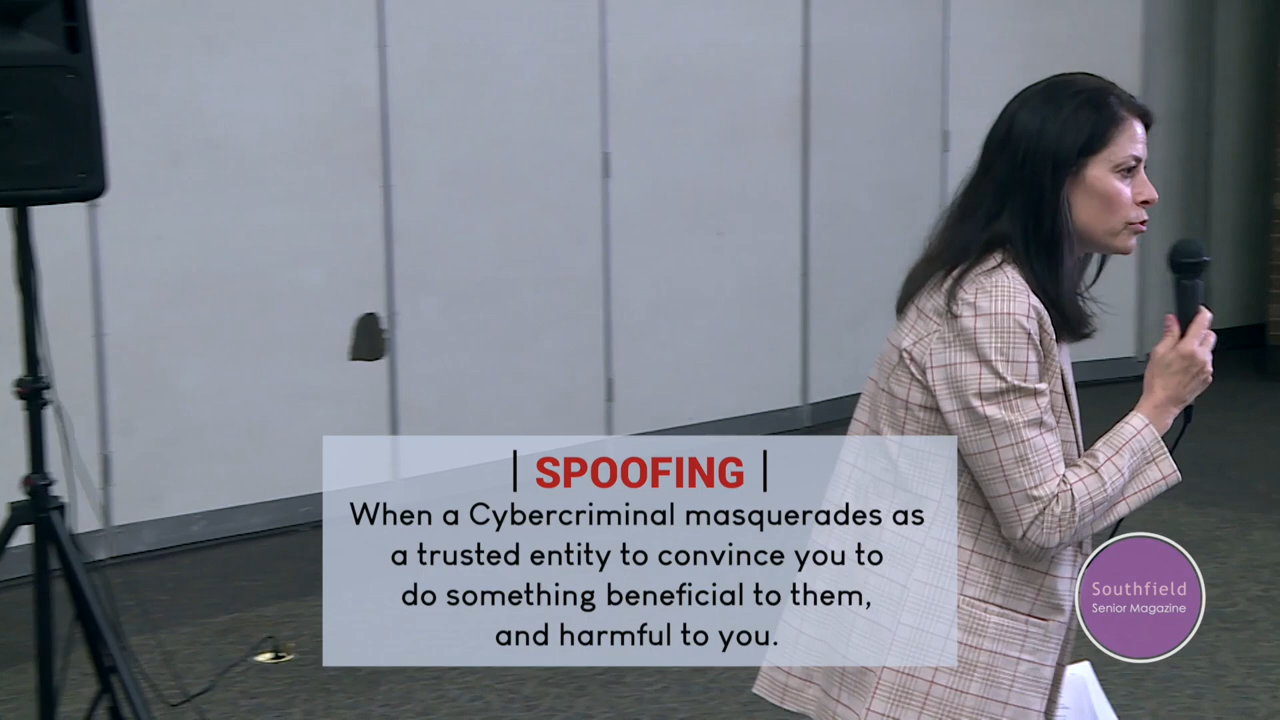 | SPOOFING |
When a Cybercriminal masquerades as
a trusted entity to convince you to
do something beneficial to them,
and harmful to you.
Southfield
Senior Magazine